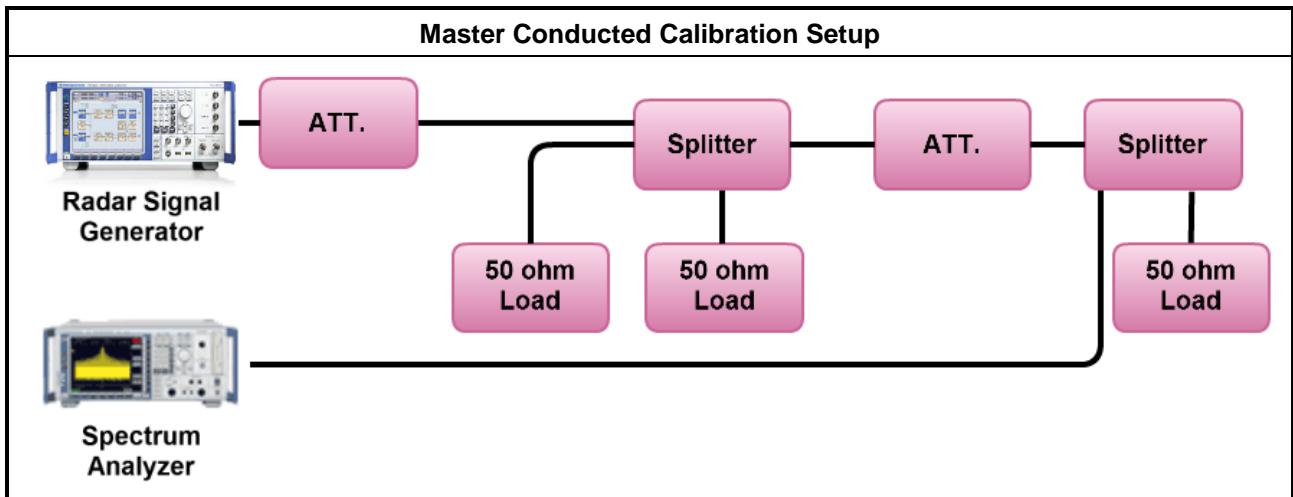 Master Conducted Calibration Setup
ATT.
Splitter
ATT.
Splitter
Radar Signal
Generator
50 ohm
Load
50 ohm
Load
50 ohm
Load
Spectrum
Analyzer